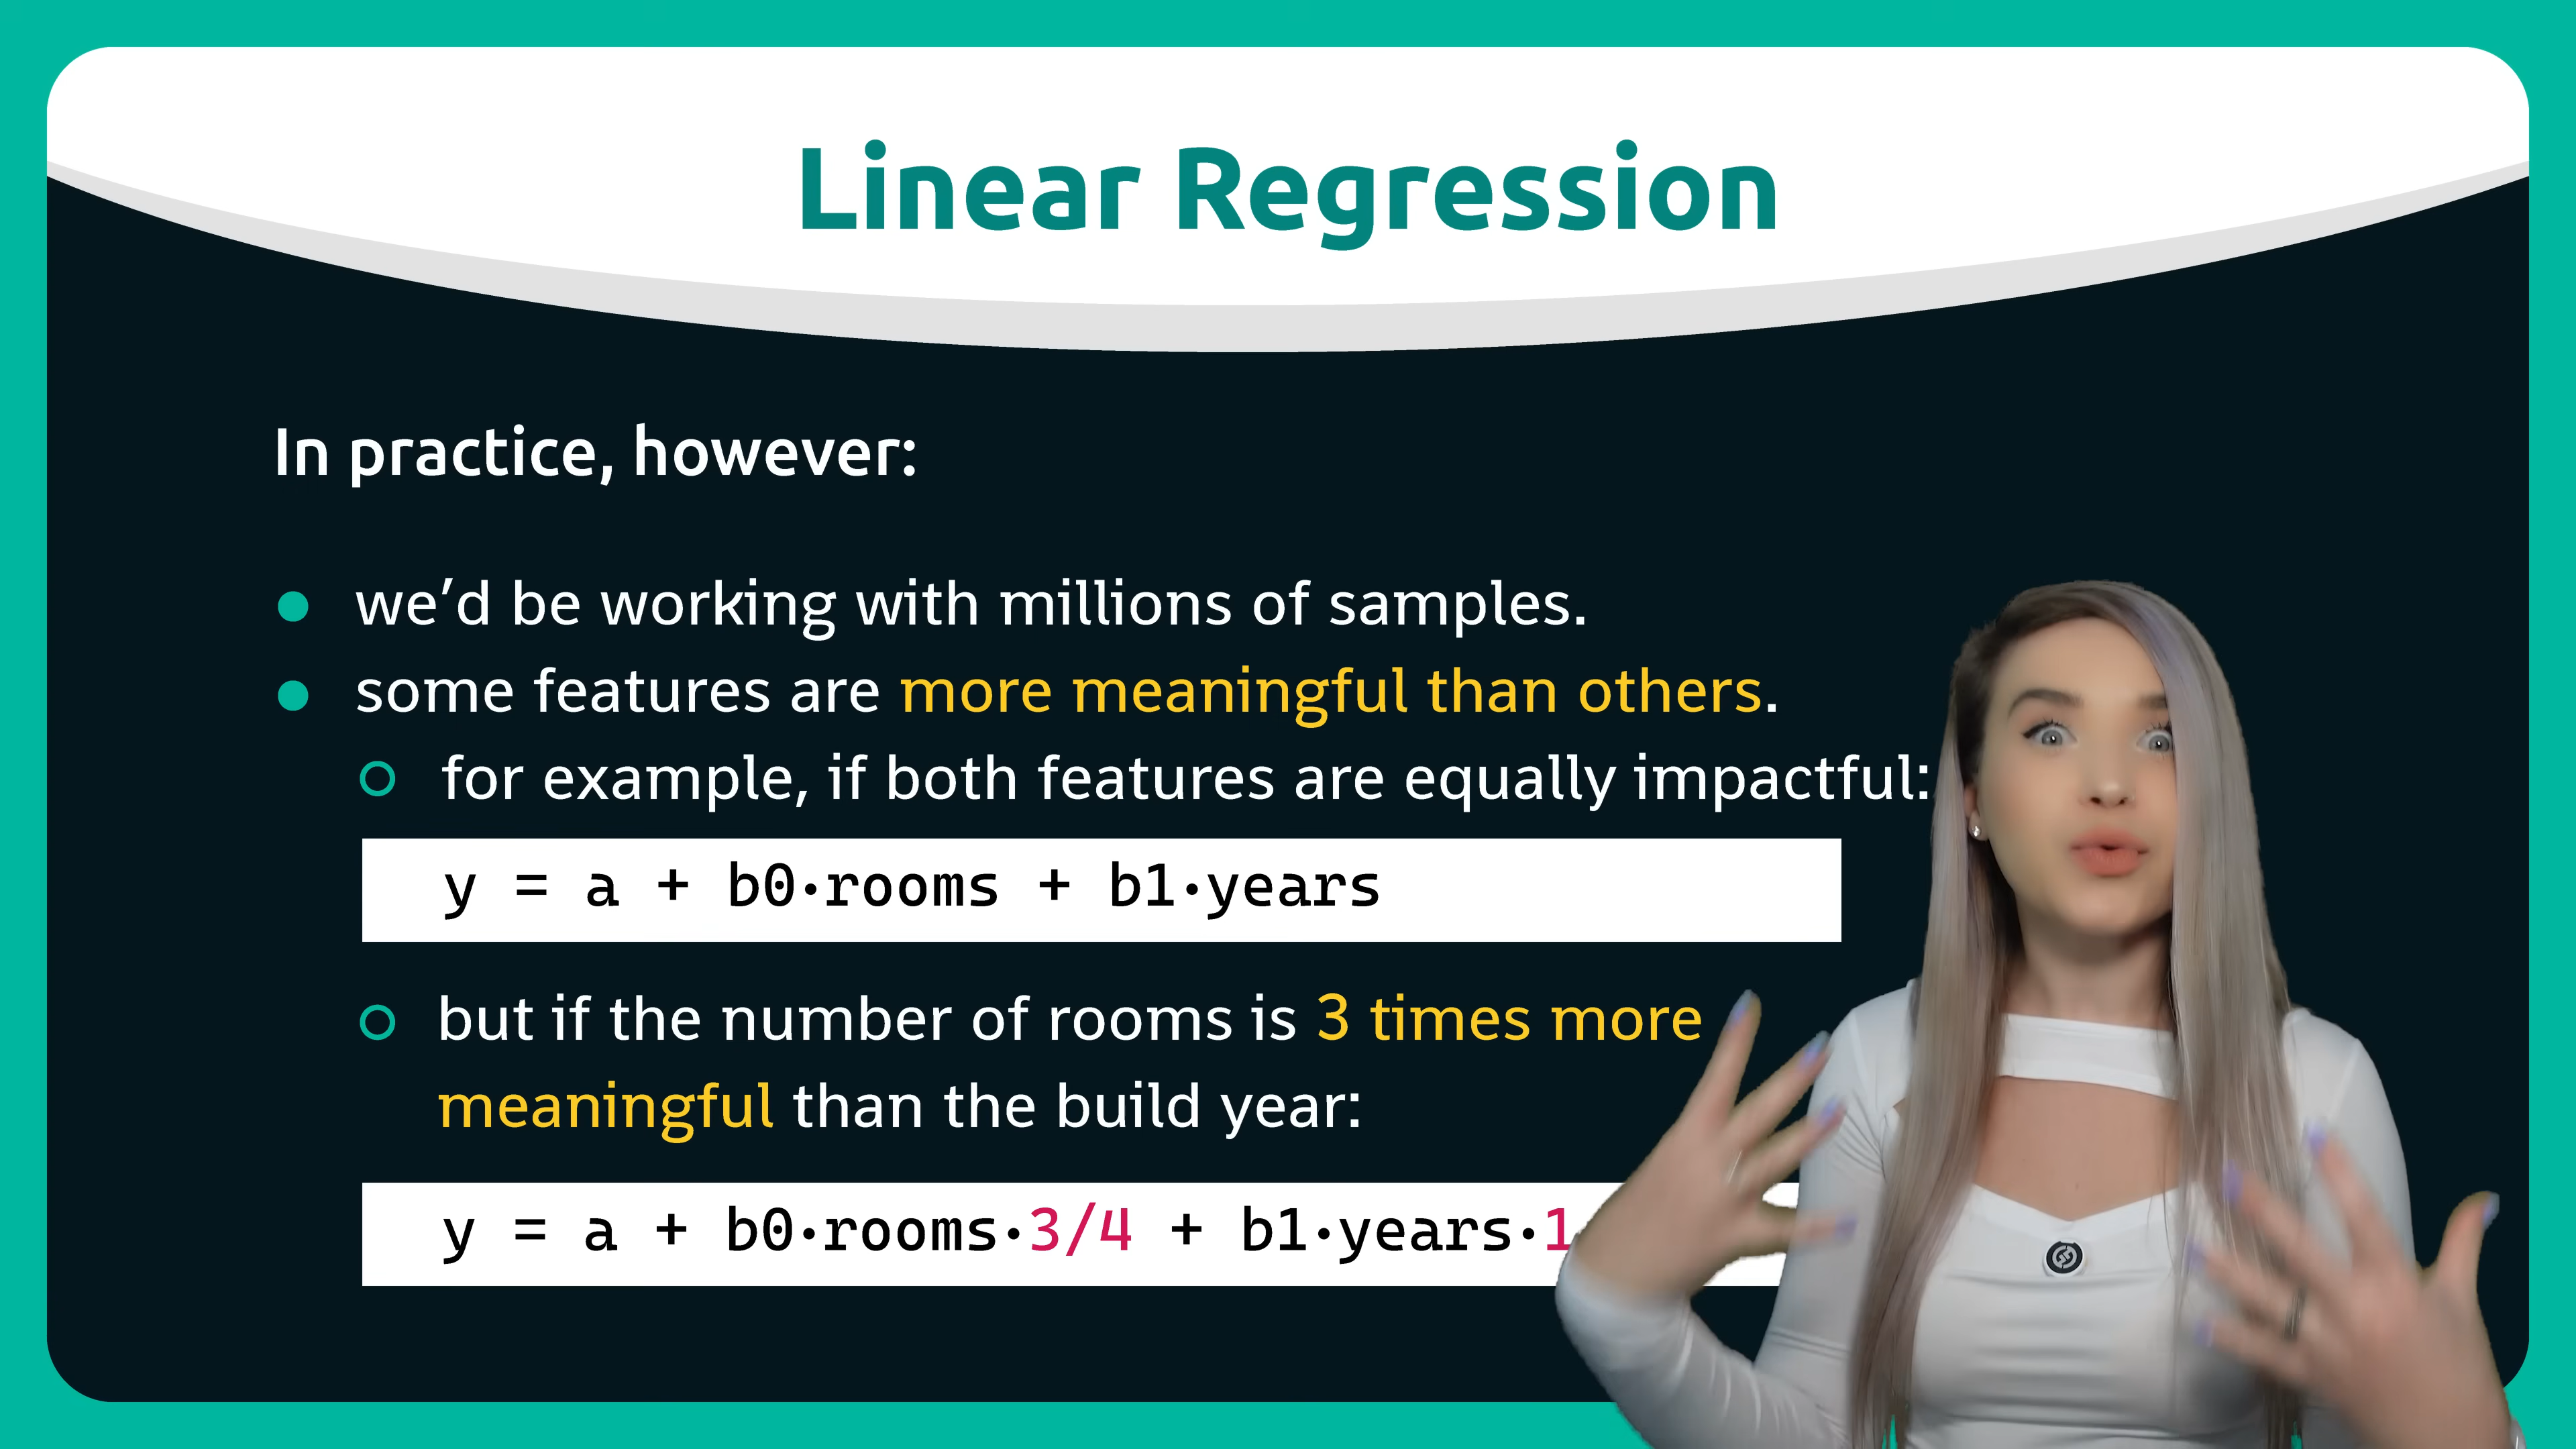 Linear Regression
In practice, however:
● we’d be working with millions of samples.
● some features are more meaningful than others.
○ for example, if both features are equally impactful:
y = a + b0·rooms + b1·years
○ but if the number of rooms is 3 times more
meaningful than the build year:
y = a + b0·rooms·3/4 + b1·years·1